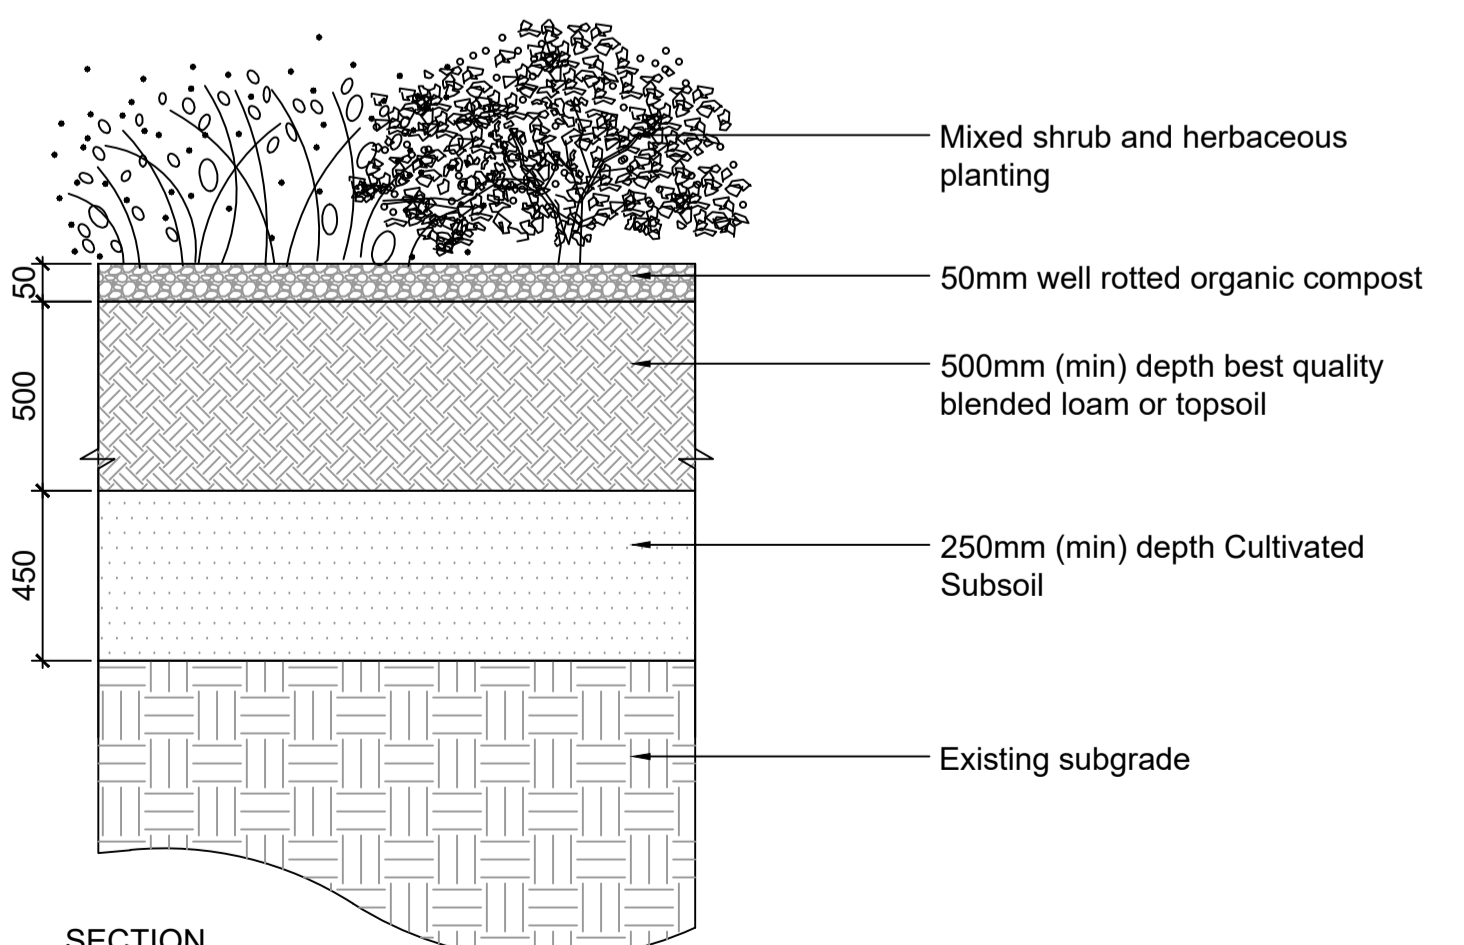 Mixed shrub and herbaceous
planting
50
50mm well rotted organic compost
500
500mm (min) depth best quality
blended loam or topsoil
450
250mm (min) depth Cultivated
Subsoil
Existing subgrade
SECTION